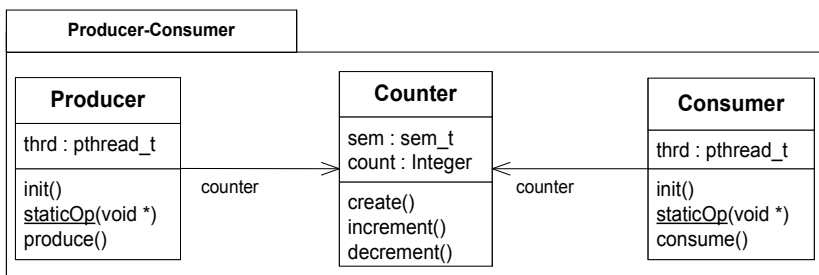 Producer-Consumer
Producer
thrd : pthread_t
init()
staticOp(void *)
produce()
counter
Counter
sem : sem_t
count : Integer
create()
increment()
decrement()
counter
Consumer
thrd : pthread_t
init()
staticOp(void *)
consume()